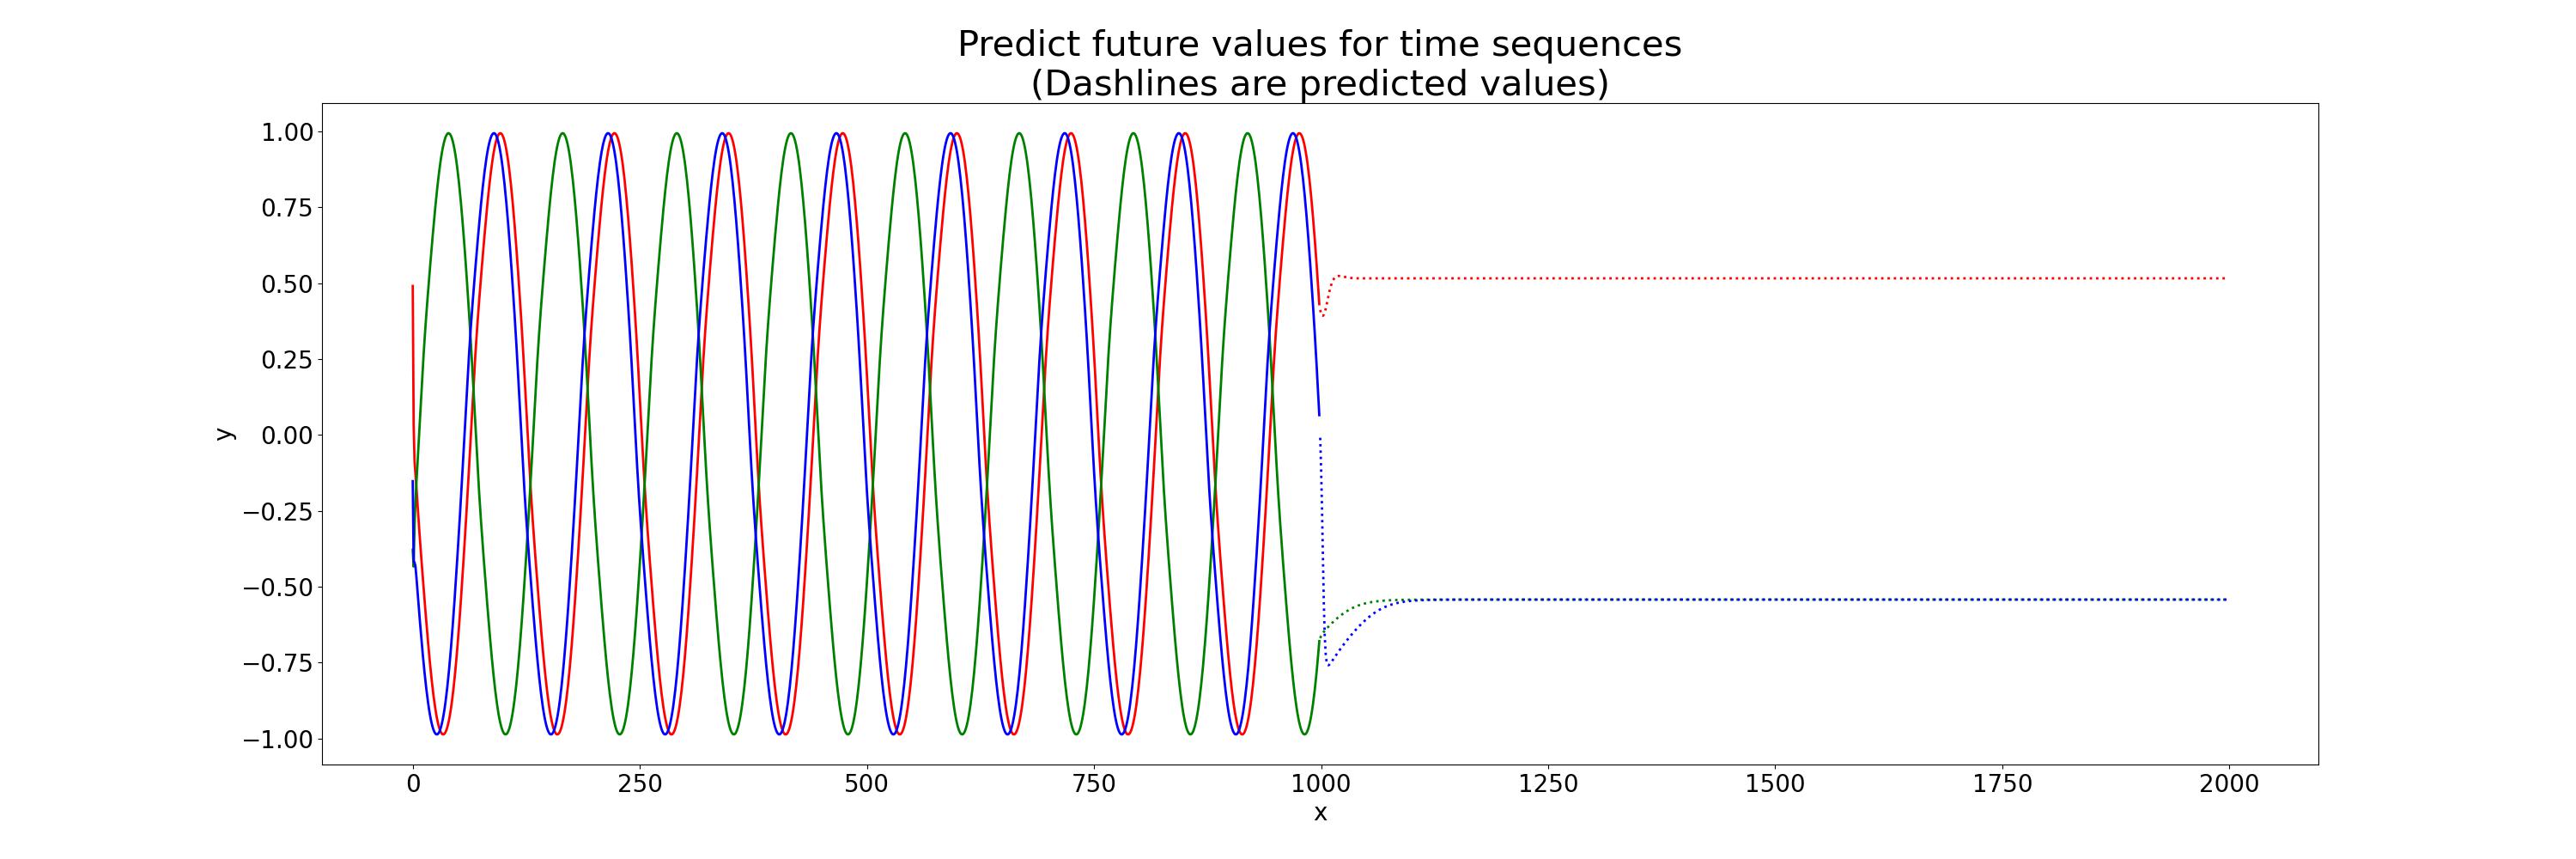 Predict future values for time sequences
(Dashlines are predicted values)
1.00
0.75
0.50
0.25
0.00
−0.25
−0.50
−0.75
−1.00
y
0 250 500 750 1000 1250 1500 1750 2000
x